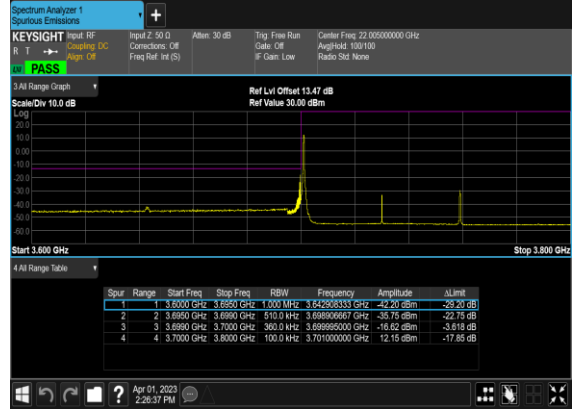 Spectrum Analyzer 1
Spurious Emissions
+
KEYSIGHT Input: RF Input Z: 50 Ω Atten: 30 dB Trig: Free Run Center Freq: 22.005000000 GHz
R T Coupling: DC Corrections: Off Gate: Off Avg|Hold: 100/100
Align: Off Freq Ref: Int (S) IF Gain: Low Radio Std: None
PASS
3 All Range Graph
Ref Lvl Offset 13.47 dB
Scale/Div 10.0 dB Ref Value 30.00 dBm
Log
20.0
10.0
0.00
-10.0
-20.0
-30.0
-40.0
-50.0
-60.0
Start 3.600 GHz Stop 3.800 GHz
4 All Range Table
Spur Range Start Freq Stop Freq RBW Frequency Amplitude ΔLimit
1 1 3.6000 GHz 3.6950 GHz 1.000 MHz 3.642908333 GHz -42.20 dBm -29.20 dB
2 2 3.6950 GHz 3.6990 GHz 510.0 kHz 3.698906667 GHz -35.75 dBm -22.75 dB
3 3 3.6990 GHz 3.7000 GHz 360.0 kHz 3.699995000 GHz -16.62 dBm -3.618 dB
4 4 3.7000 GHz 3.8000 GHz 100.0 kHz 3.701000000 GHz 12.15 dBm -17.85 dB
? Apr 01, 2023
2:26:37 PM